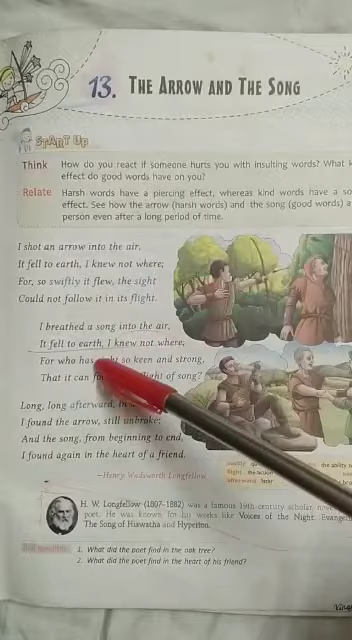 13. THE ARROW AND THE SONG
START UP
Think How do you react if someone hurts you with insulting words? What
effect do good words have on you?
Relate Harsh words have a piercing effect, whereas kind words have a
effect. See how the arrow (harsh words) and the song (good words)
person even after a long period of time.
I shot an arrow into the air,
It fell to earth, I knew not where;
For, so swiftly it flew, the sight
Could not follow it in its flight.
I breathed a song into the air,
It fell to earth, I knew not where;
For who has so keen and strong,
That it can of song?
Long, long afterward,
I found the arrow, still unbroke;
And the song, from beginning to end,
I found again in the heart of a friend.
–Henry Wadsworth Longfellow
swiftly
flight
afterward later
the ability
H. W. Longfellow (1807–1882) was a famous 19th century scholar,
poet. He was known for his works like Voices of the Night,
The Song of Hiawatha and Hyperion.
1. What did the poet find in the oak tree?
2. What did the poet find in the heart of his friend?